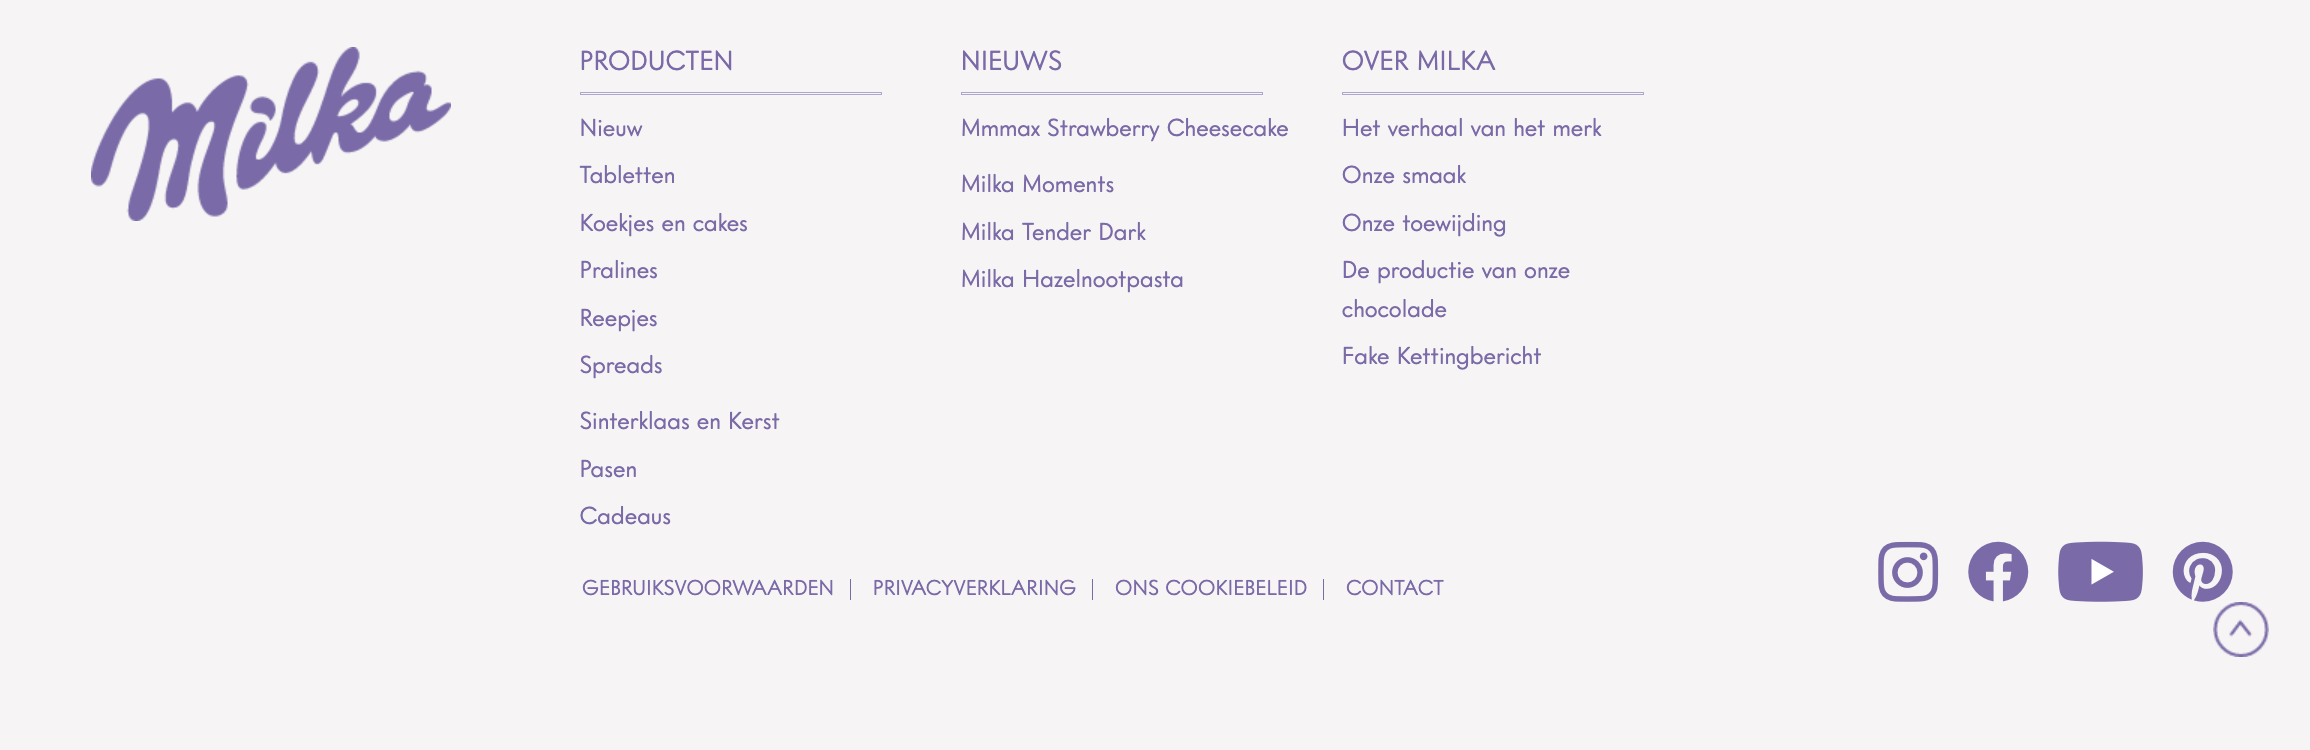 Milka
PRODUCTEN
Nieuw
Tabletten
Koekjes en cakes
Pralines
Reepjes
Spreads
Sinterklaas en Kerst
Pasen
Cadeaus
NIEUWS
Mmmax Strawberry Cheesecake
Milka Moments
Milka Tender Dark
Milka Hazelnootpasta
OVER MILKA
Het verhaal van het merk
Onze smaak
Onze toewijding
De productie van onze
chocolade
Fake Kettingbericht
GEBRUIKSVOORWAARDEN | PRIVACYVERKLARING | ONS COOKIEBELEID | CONTACT